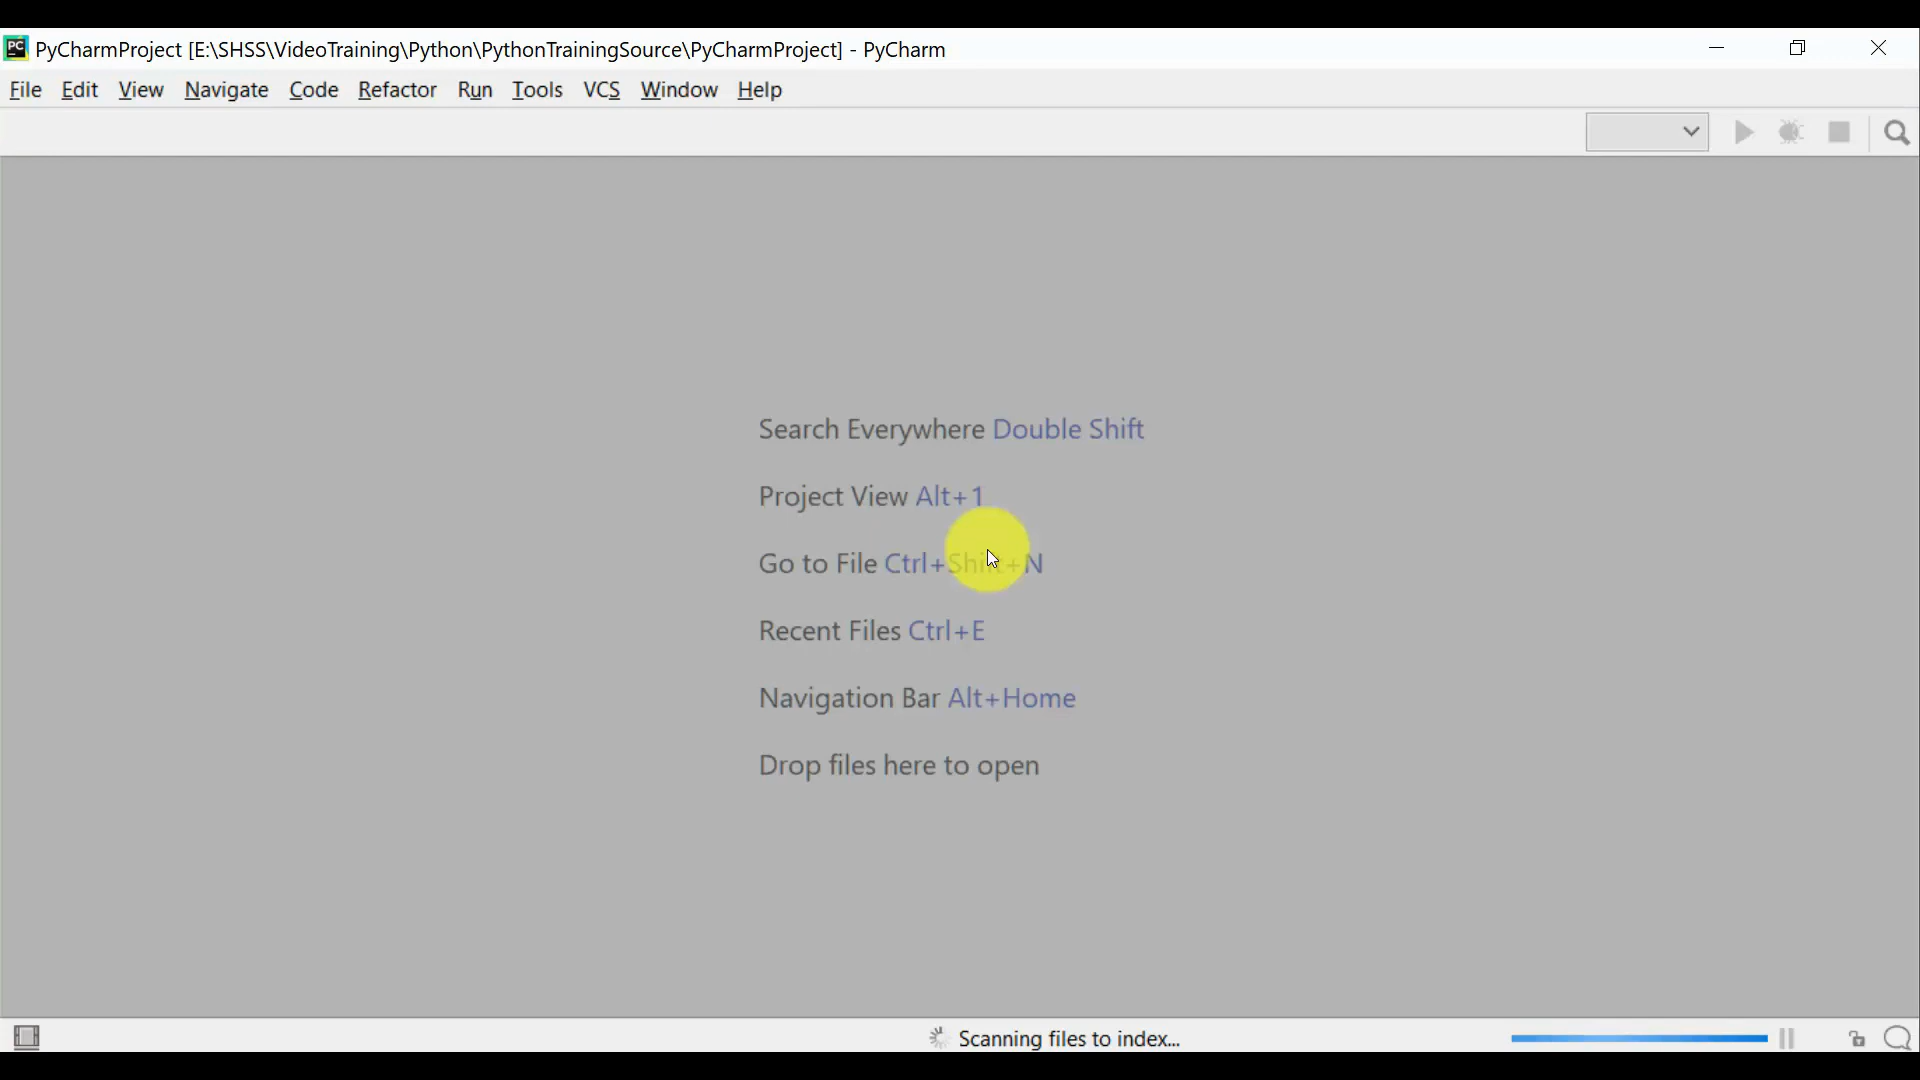 PC PyCharmProject [E:\SHSS\VideoTraining\Python\PythonTrainingSource\PyCharmProject] - PyCharm
File Edit View Navigate Code Refactor Run Tools VCS Window Help
Search Everywhere Double Shift
Project View Alt+1
Go to File Ctrl+Shift+N
Recent Files Ctrl+E
Navigation Bar Alt+Home
Drop files here to open
Scanning files to index...